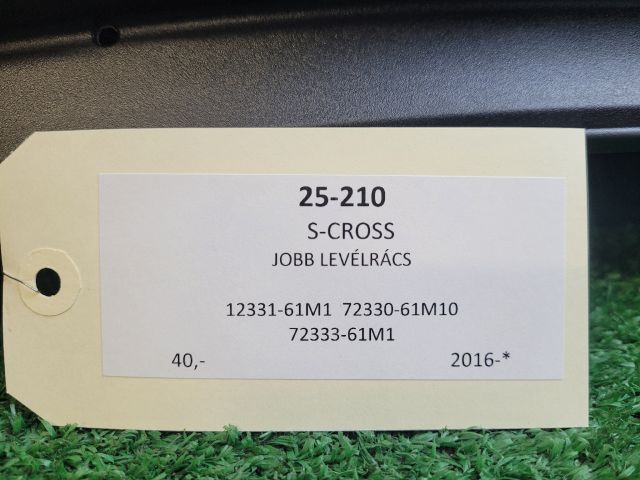 25-210
S-CROSS
JOBB LEVÉLRÁCS
12331-61M1 72330-61M10
72333-61M1
40,- 2016-*